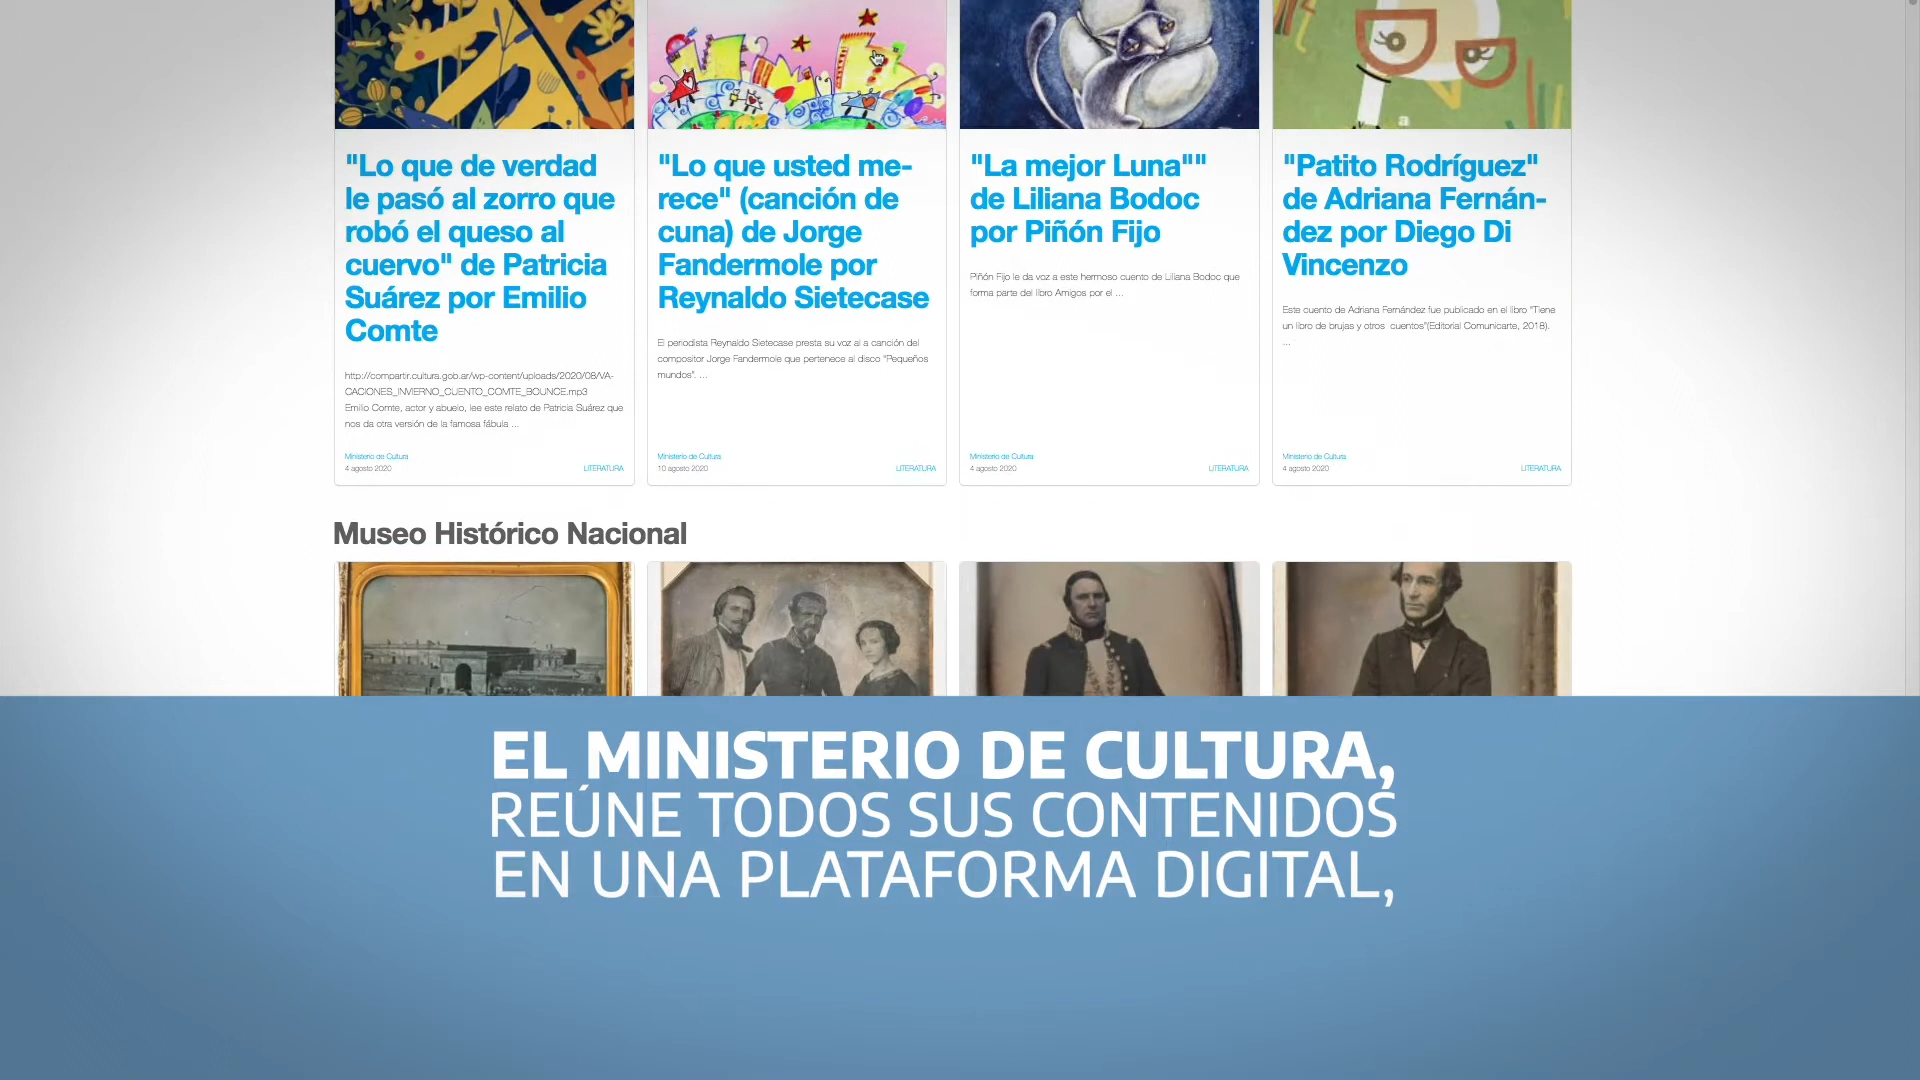 "Lo que de verdad
le pasó al zorro que
robó el queso al
cuervo" de Patricia
Suárez por Emilio
Comte
http://compartir.cultura.gob.ar/wp-content/uploads/2020/08/VA-
CACIONES_INVIERNO_CUENTO_COMTE_BOUNCE.mp3
Emilio Comte, actor y abuelo, lee este relato de Patricia Suárez que
nos da otra versión de la famosa fábula ...
Ministerio de Cultura
4 agosto 2020
LITERATURA
"Lo que usted me-
rece" (canción de
cuna) de Jorge
Fandermole por
Reynaldo Sietecase
El periodista Reynaldo Sietecase presta su voz al a canción del
compositor Jorge Fandermole que pertenece al disco "Pequeños
mundos". ...
Ministerio de Cultura
10 agosto 2020
LITERATURA
"La mejor Luna""
de Liliana Bodoc
por Piñón Fijo
Piñón Fijo le da voz a este hermoso cuento de Liliana Bodoc que
forma parte del libro Amigos por el ...
Ministerio de Cultura
4 agosto 2020
LITERATURA
"Patito Rodríguez"
de Adriana Fernán-
dez por Diego Di
Vincenzo
Este cuento de Adriana Fernández fue publicado en el libro "Tiene
un libro de brujas y otros cuentos"(Editorial Comunicarte, 2018).
...
Ministerio de Cultura
4 agosto 2020
LITERATURA
Museo Histórico Nacional
EL MINISTERIO DE CULTURA,
REÚNE TODOS SUS CONTENIDOS
EN UNA PLATAFORMA DIGITAL,